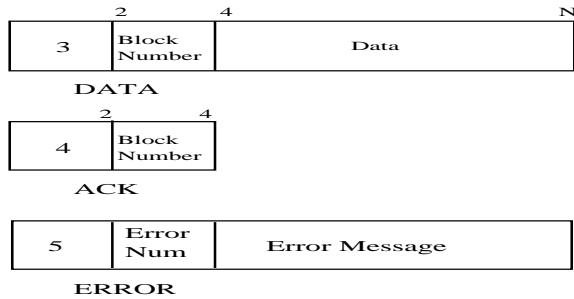 2 4 N
3 Block Number Data
DATA
2 4
4 Block Number
ACK
5 Error Num Error Message
ERROR